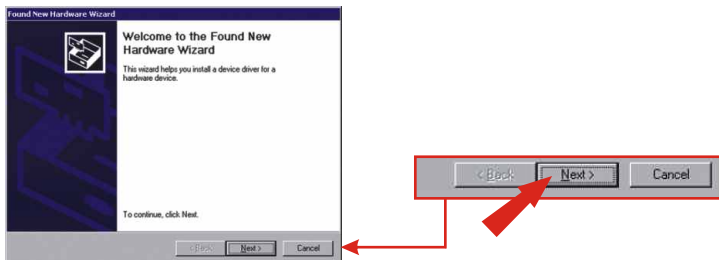 Found New Hardware Wizard
Welcome to the Found New
Hardware Wizard
This wizard helps you install a device driver for a
hardware device.
To continue, click Next.
< Back Next > Cancel
< Back Next > Cancel